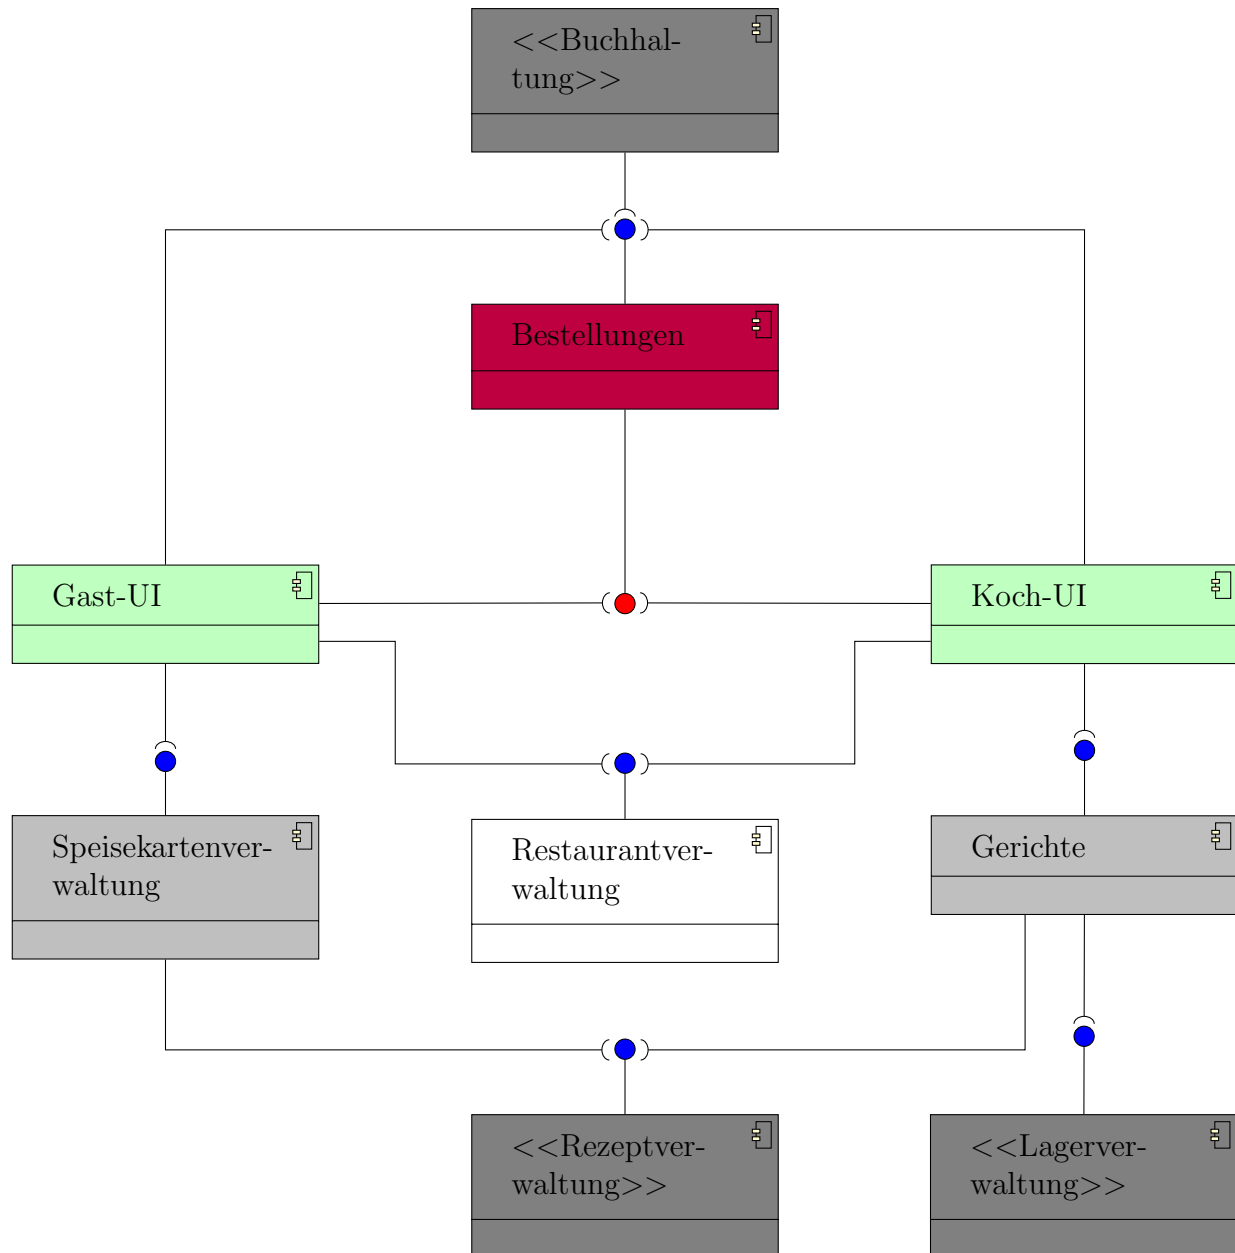 <<Buchhal-
tung>>
Bestellungen
Gast-UI
Koch-UI
Speisekartenver-
waltung
Restaurantver-
waltung
Gerichte
<<Rezeptver-
waltung>>
<<Lagerver-
waltung>>